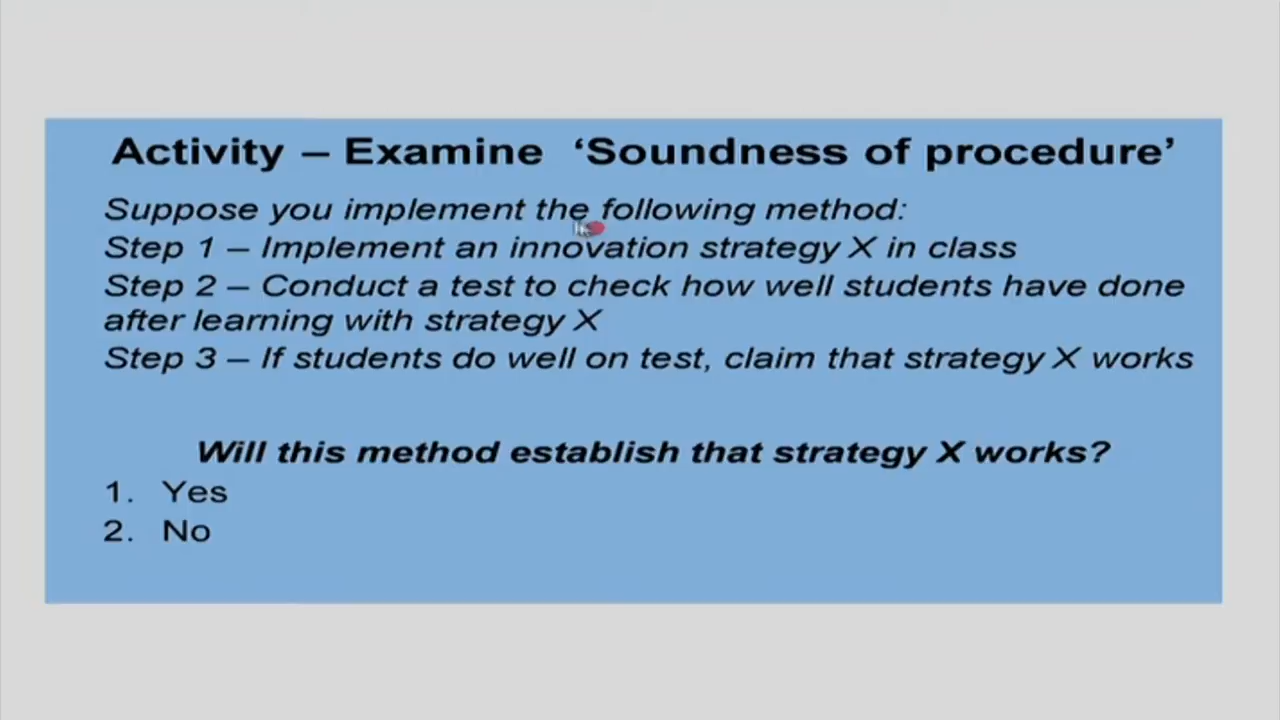 Activity – Examine ‘Soundness of procedure’
Suppose you implement the following method:
Step 1 – Implement an innovation strategy X in class
Step 2 – Conduct a test to check how well students have done
after learning with strategy X
Step 3 – If students do well on test, claim that strategy X works
Will this method establish that strategy X works?
1. Yes
2. No